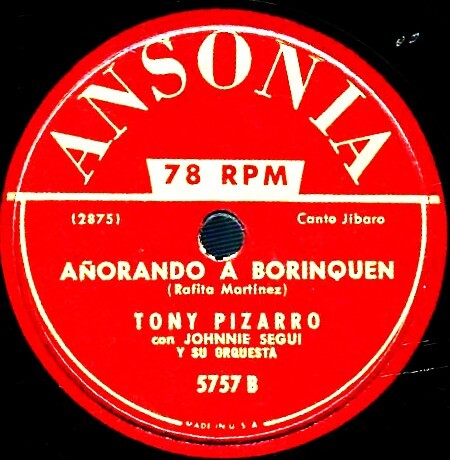 ANSONIA
78 RPM
(2875) Canto Jibaro
AÑORANDO A BORINQUEN
(Rafita Martínez)
TONY PIZARRO
con JOHNNIE SEGUI
Y SU ORQUESTA
5757 B
MADE IN U.S.A